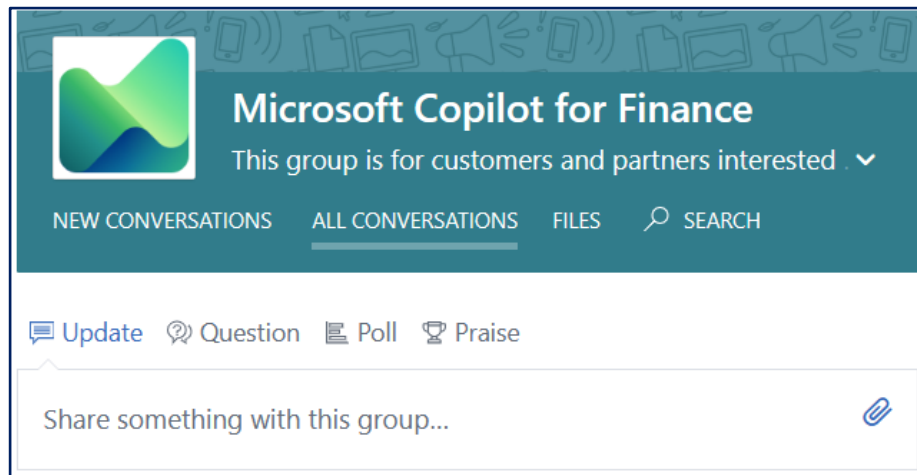 Microsoft Copilot for Finance
This group is for customers and partners interested .
NEW CONVERSATIONS ALL CONVERSATIONS FILES SEARCH
Update Question Poll Praise
Share something with this group...